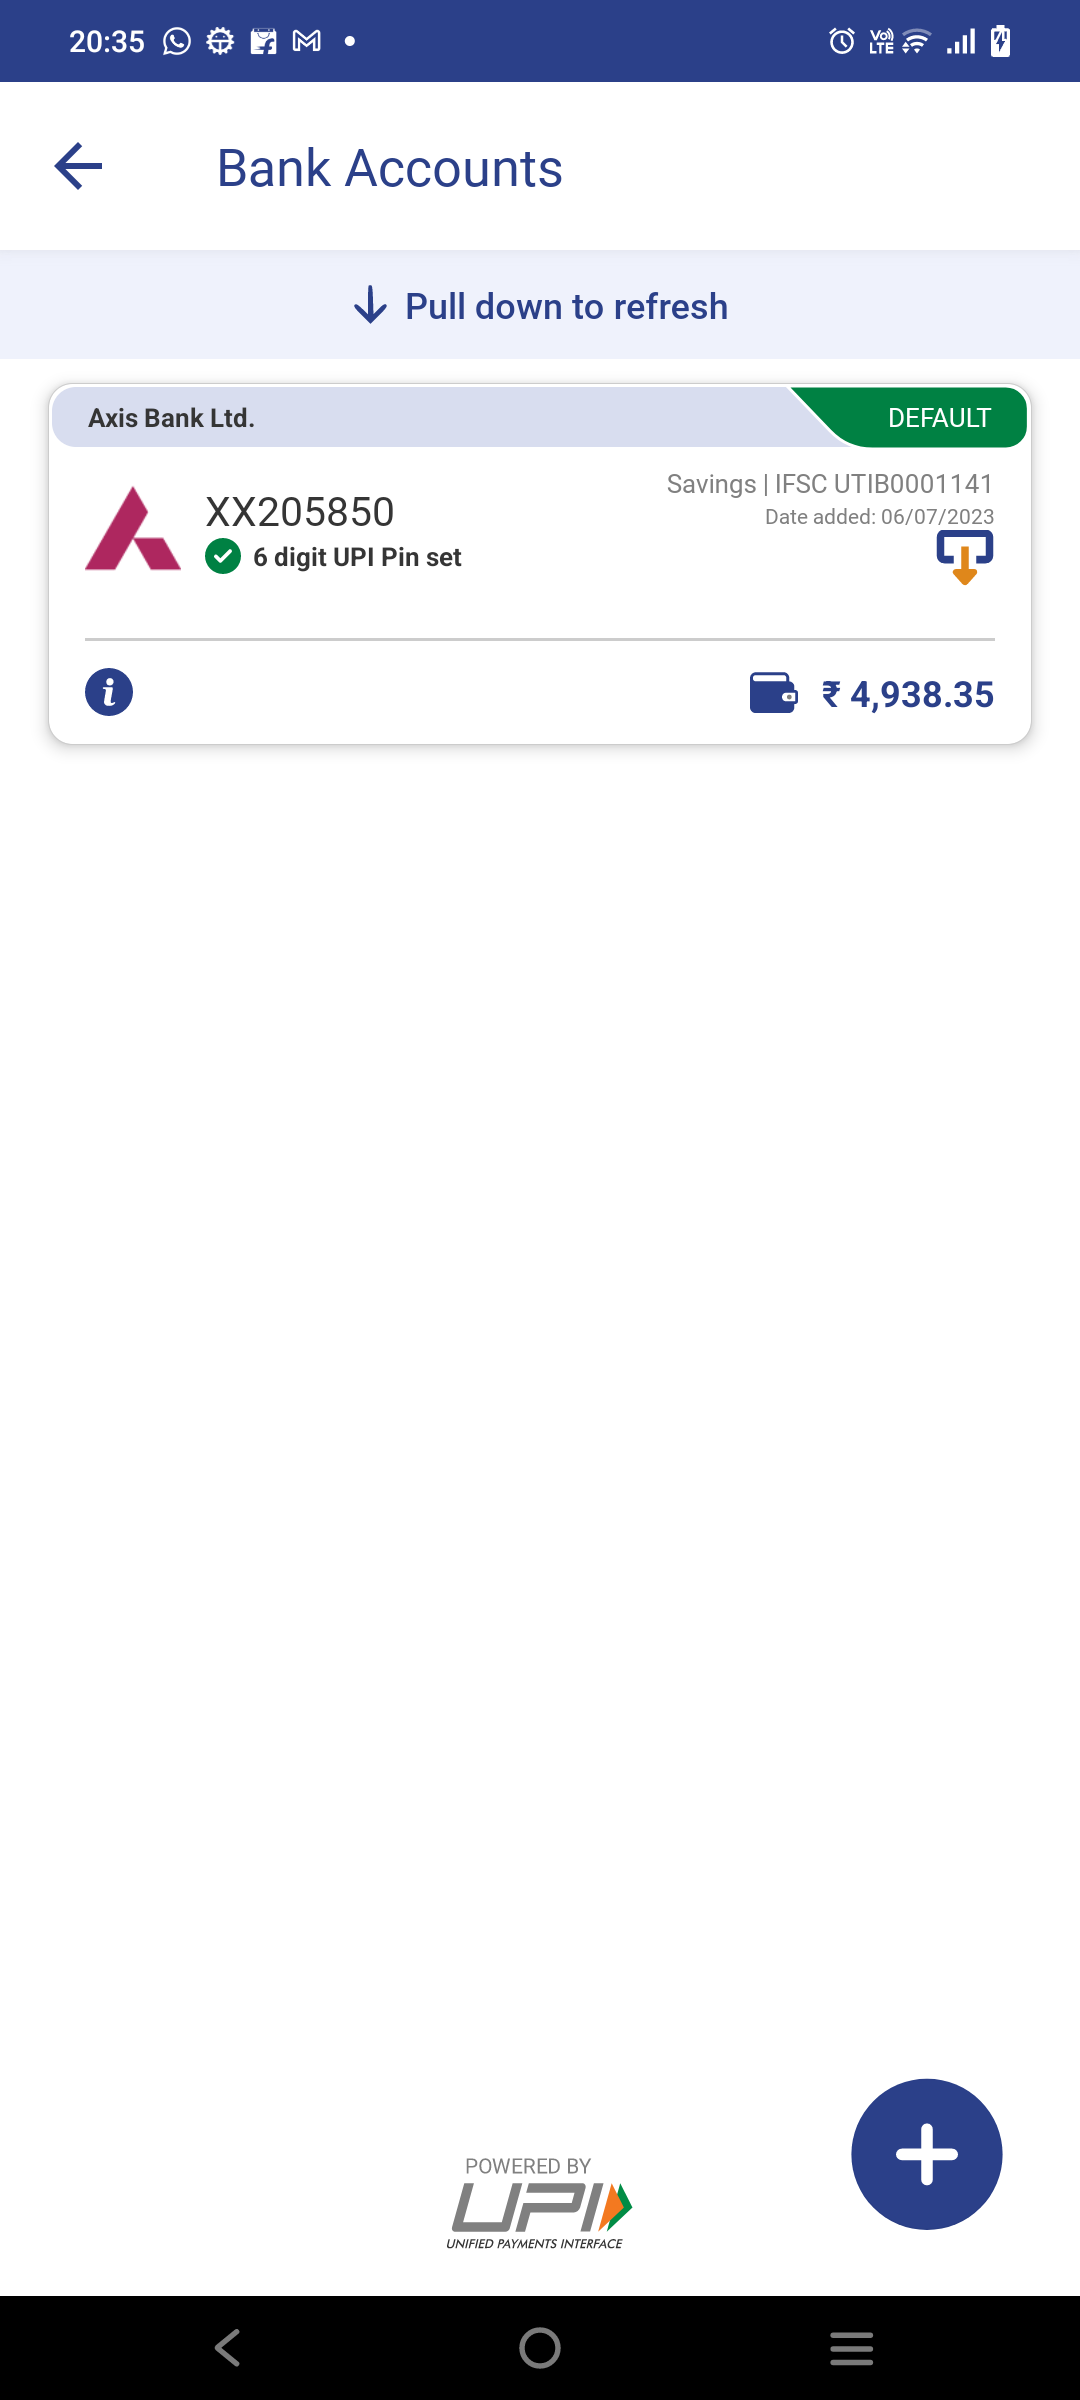 20:35
Vo) LTE
Bank Accounts
Pull down to refresh
Axis Bank Ltd.
DEFAULT
Savings | IFSC UTIB0001141
XX205850
Date added: 06/07/2023
6 digit UPI Pin set
₹ 4,938.35
POWERED BY
UPI
UNIFIED PAYMENTS INTERFACE